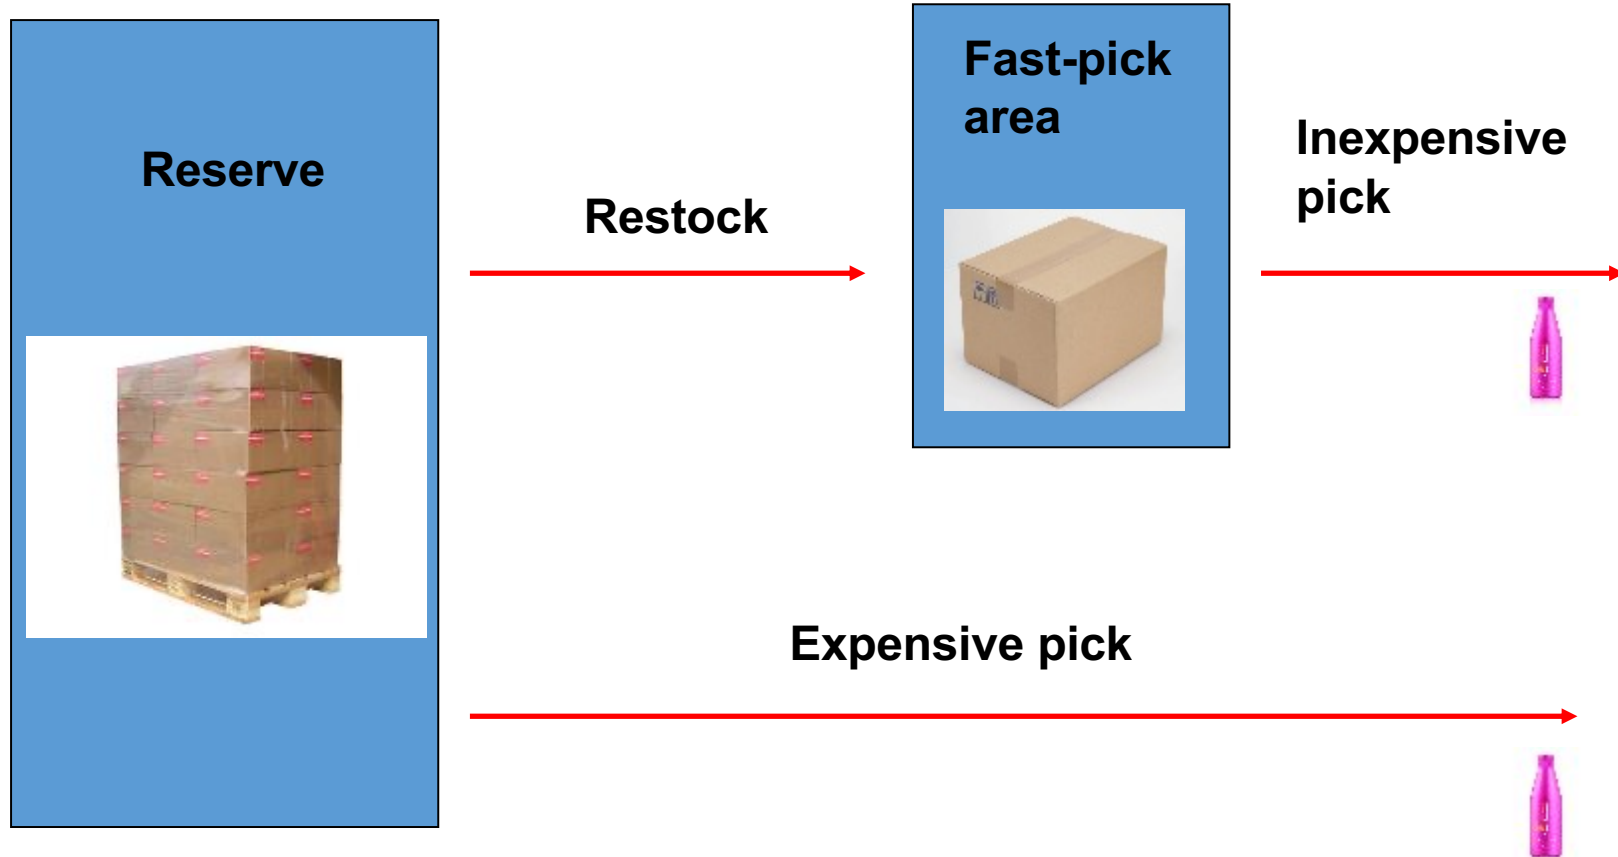 Reserve
Restock
Fast-pick
area
Inexpensive
pick
Expensive pick